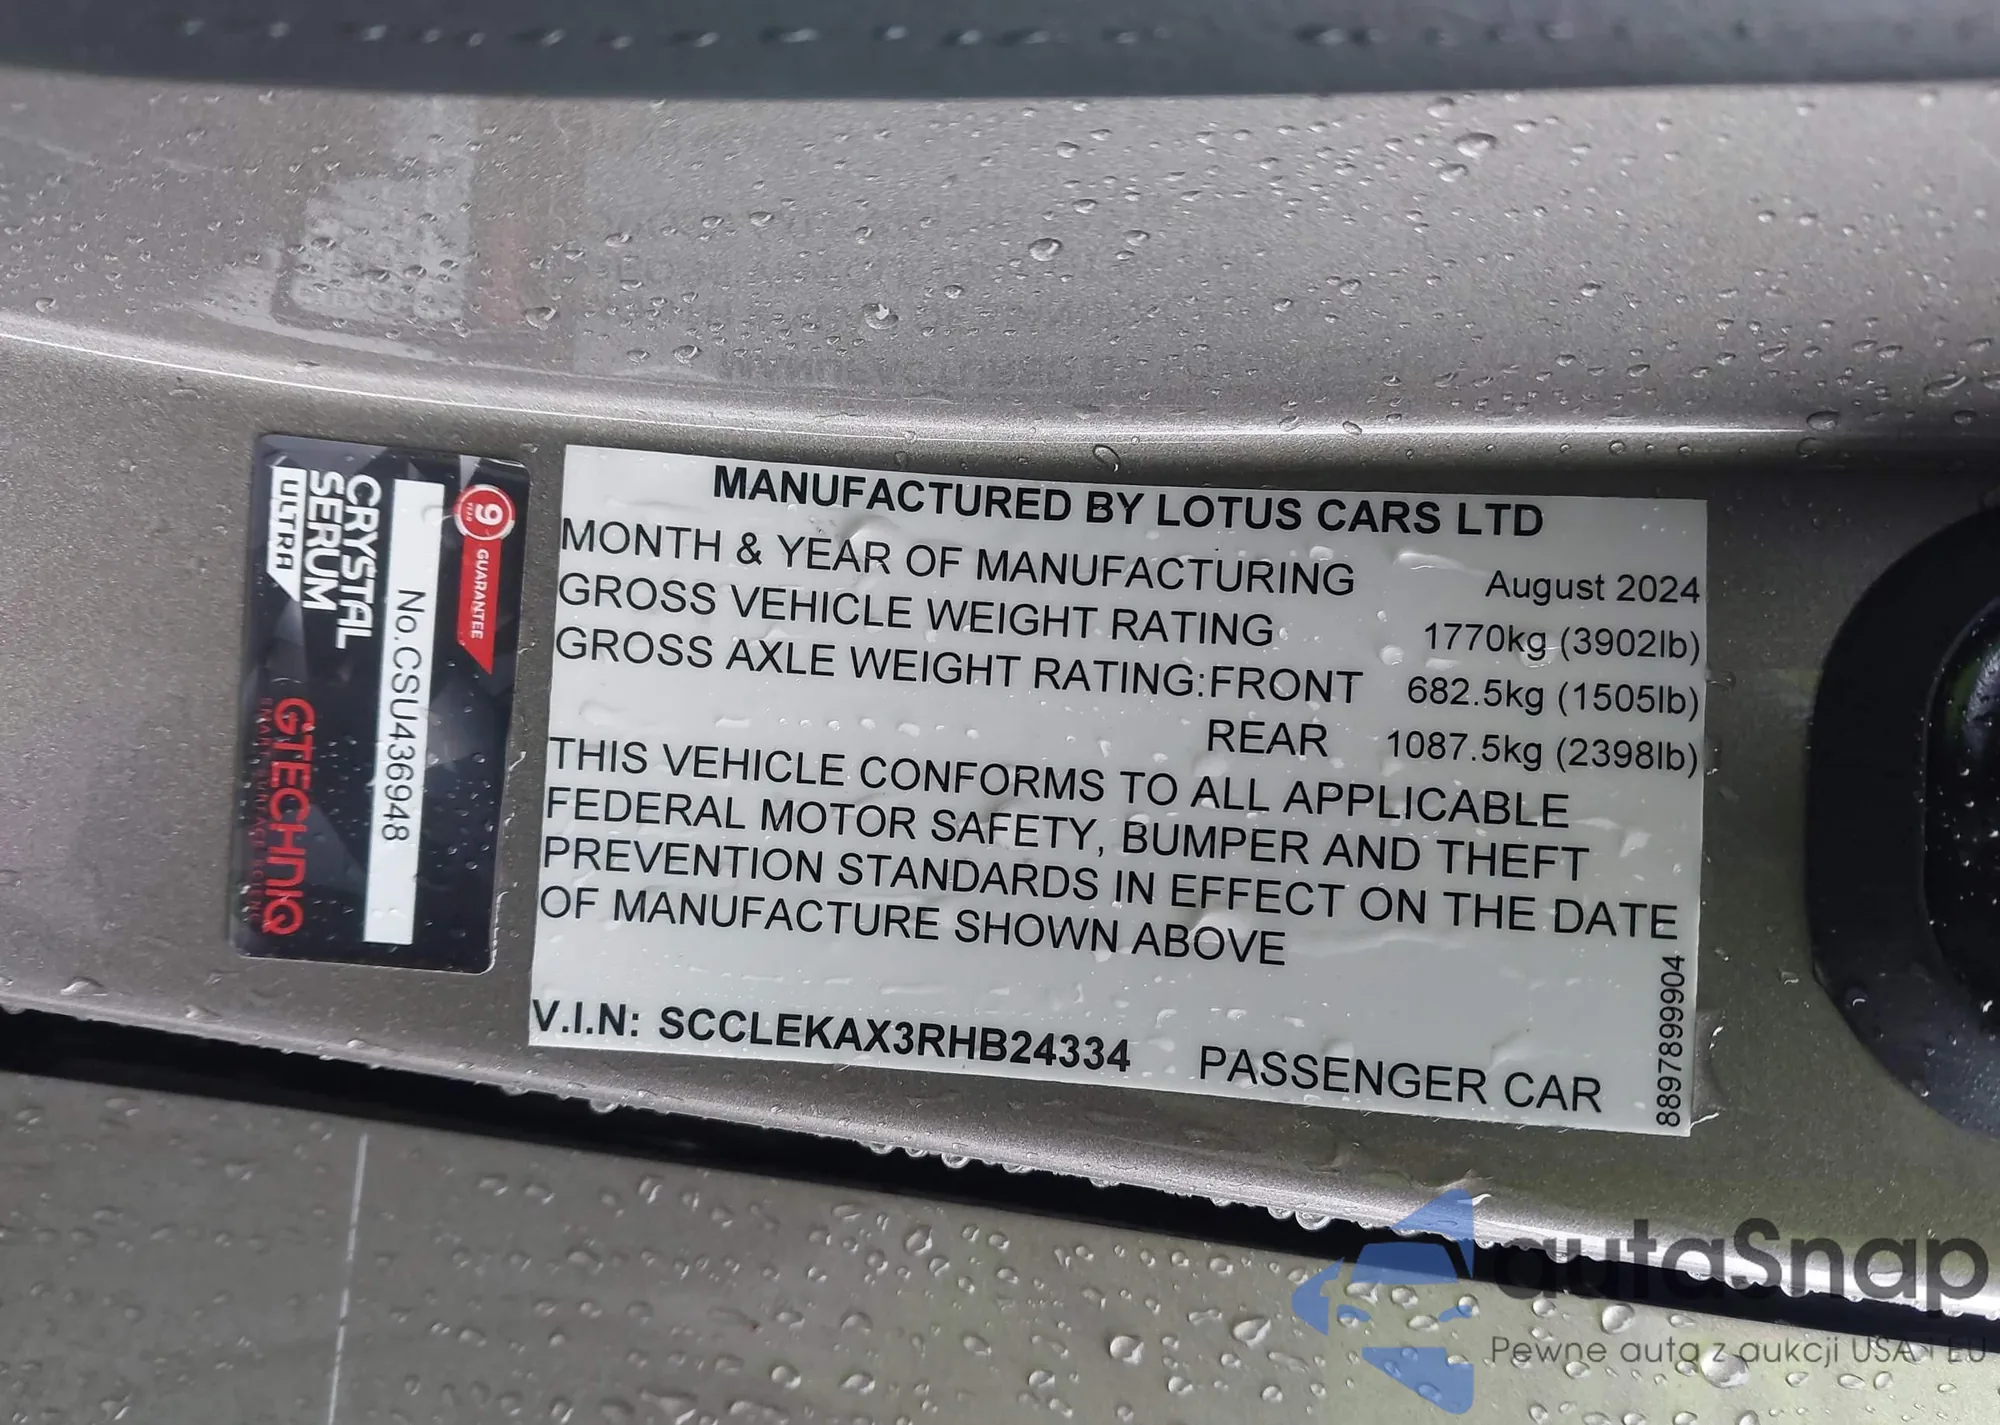 CRYSTAL
SERUM
ULTRA
No.CSU436948
9
YEAR
GUARANTEE
GTECHNIQ
MANUFACTURED BY LOTUS CARS LTD
MONTH & YEAR OF MANUFACTURING August 2024
GROSS VEHICLE WEIGHT RATING 1770kg (3902lb)
GROSS AXLE WEIGHT RATING:FRONT 682.5kg (1505lb)
REAR 1087.5kg (2398lb)
THIS VEHICLE CONFORMS TO ALL APPLICABLE
FEDERAL MOTOR SAFETY, BUMPER AND THEFT
PREVENTION STANDARDS IN EFFECT ON THE DATE
OF MANUFACTURE SHOWN ABOVE
V.I.N: SCCLEKAX3RHB24334 PASSENGER CAR
8897899904
autaSnap
Pewne auta z aukcji USA i EU